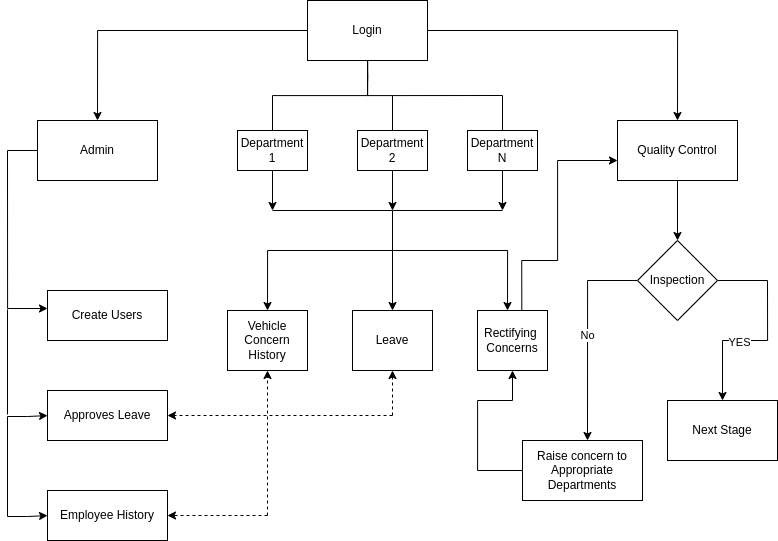 Login
Admin
Department
1
Department
2
Department
N
Quality Control
Inspection
Create Users
Vehicle
Concern
History
Leave
Rectifying
Concerns
No
YES
Approves Leave
Next Stage
Raise concern to
Appropriate
Departments
Employee History